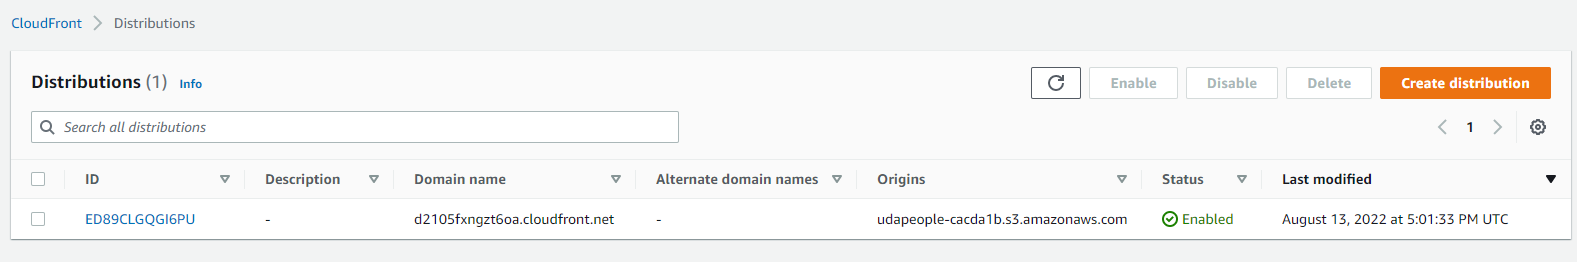 CloudFront > Distributions
Distributions (1) Info
Enable Disable Delete Create distribution
Search all distributions
1
ID Description Domain name Alternate domain names Origins Status Last modified
ED89CLGQGI6PU - d2105fxngzt6oa.cloudfront.net - udapeople-cacda1b.s3.amazonaws.com Enabled August 13, 2022 at 5:01:33 PM UTC